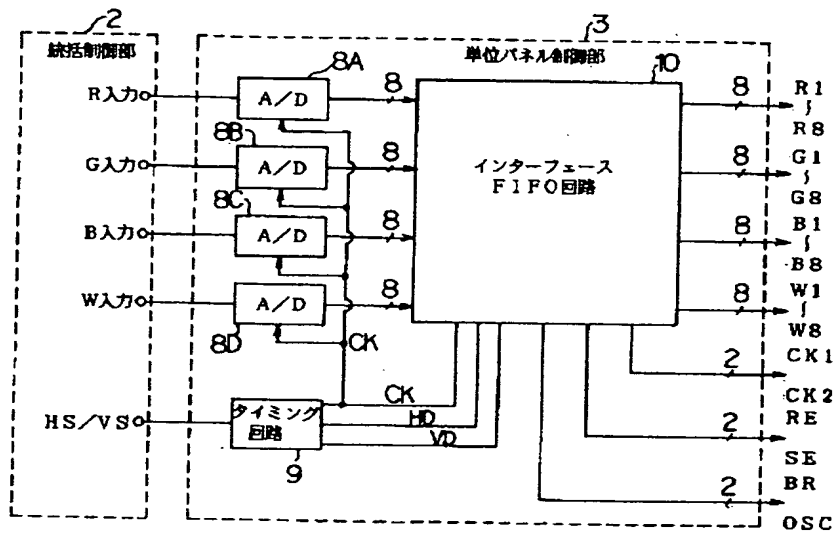 2
統括制御部
R入力
G入力
B入力
W入力
HS/VS
3
単位パネル制御部
8A
A/D
8
8B
A/D
8
8C
A/D
8
8D
A/D
8
CK
タイミング
回路
9
CK
HD
VD
10
インターフェース
FIFO回路
8
R1
R8
8
G1
G8
8
B1
B8
8
W1
W8
2
CK1
CK2
2
RE
SE
2
BR
OSC